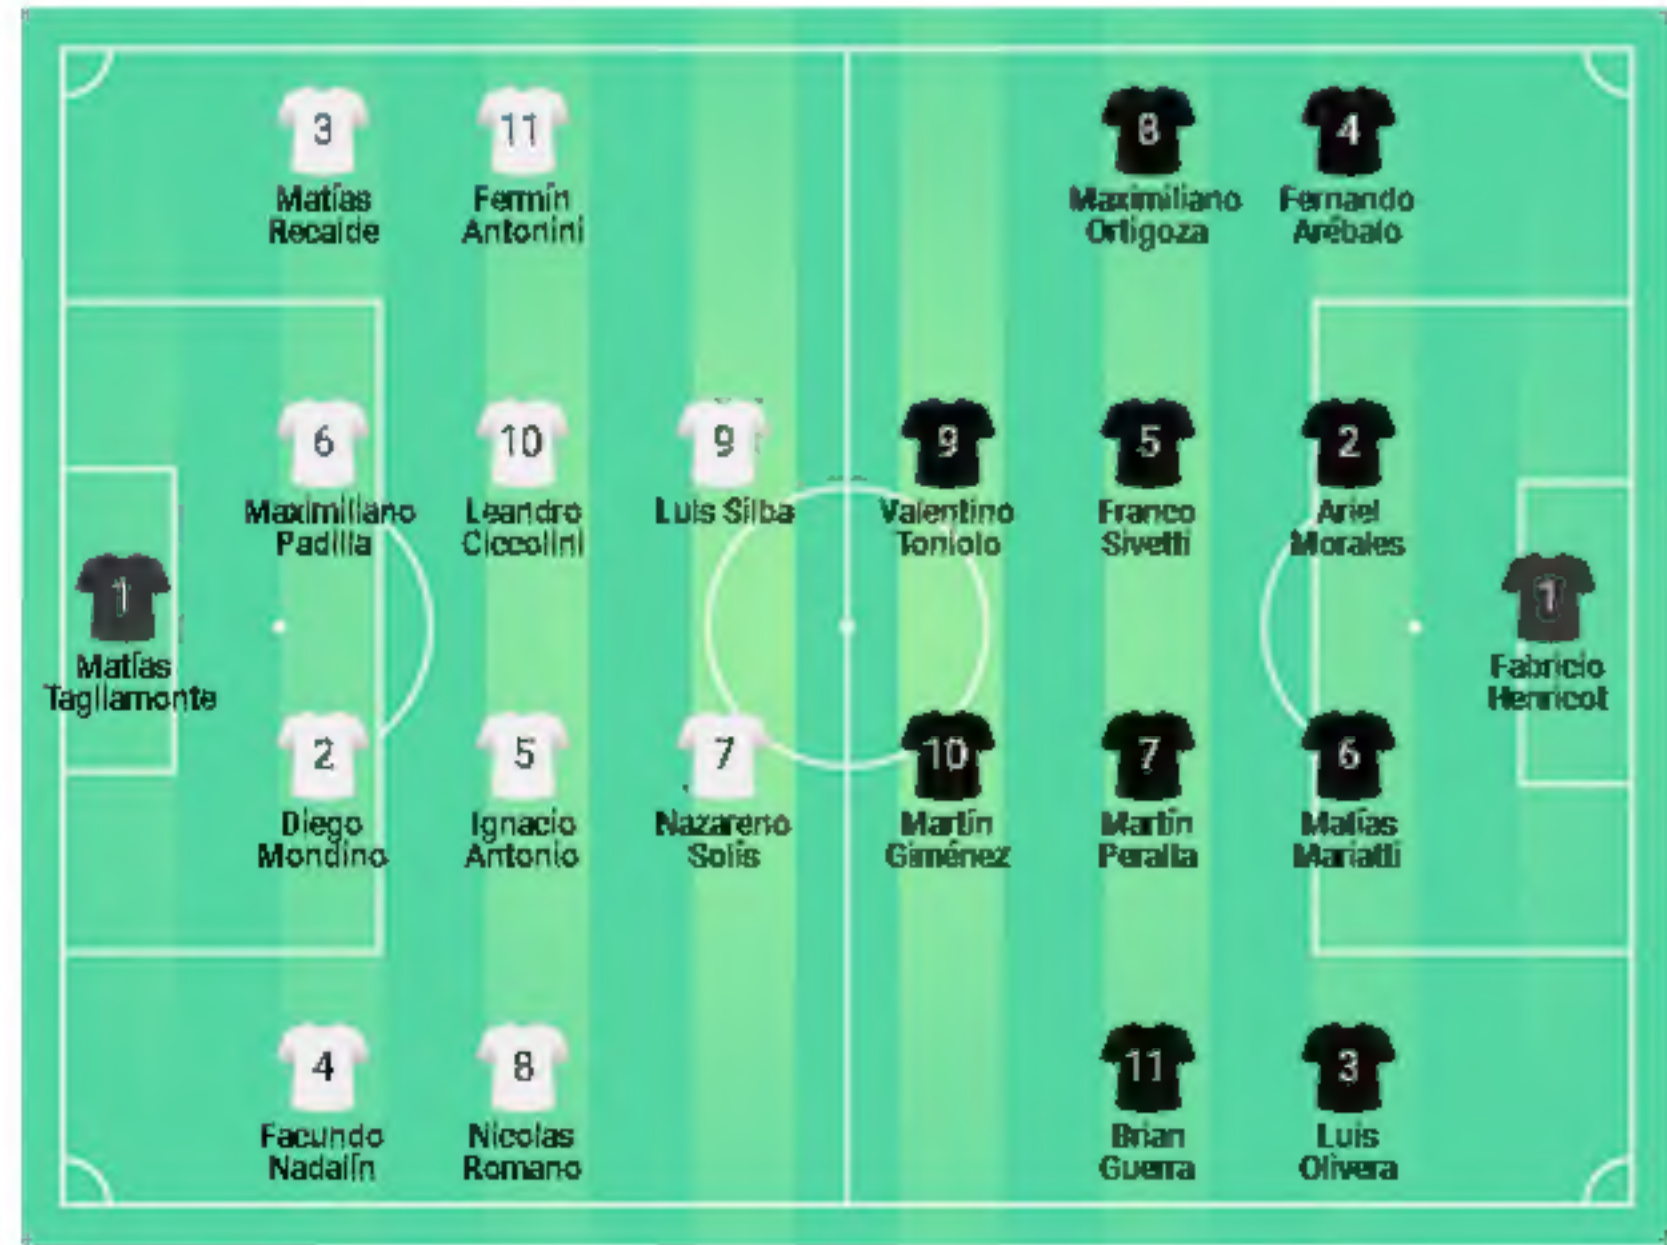 3
Matías
Recalde
11
Fermín
Antonini
8
Maximiliano
Ortigoza
4
Fernando
Arébalo
6
Maximiliano
Padilla
10
Leandro
Ciccolini
9
Luis Silba
9
Valentino
Toniolo
5
Franco
Sivetti
2
Ariel
Morales
1
Matías
Tagliamonte
1
Fabricio
Henricot
2
Diego
Mondino
5
Ignacio
Antonio
7
Nazareno
Solís
10
Martín
Giménez
7
Martín
Peralta
6
Matías
Mariatti
4
Facundo
Nadalín
8
Nicolas
Romano
11
Brian
Guerra
3
Luis
Olivera